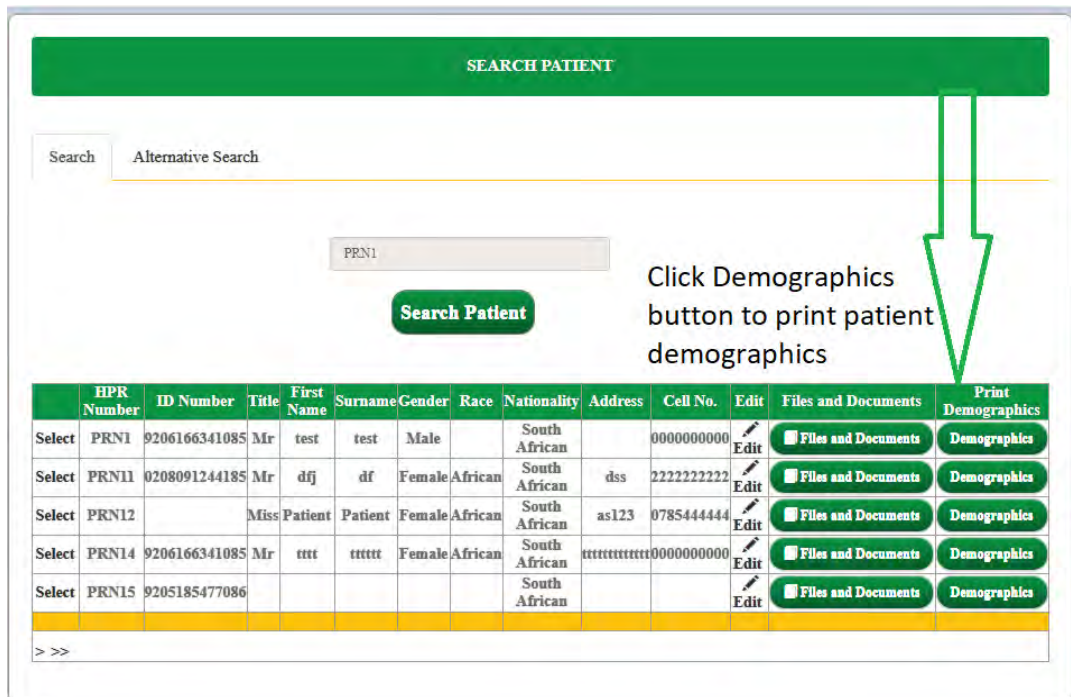 SEARCH PATIENT
Search Alternative Search
PRN1
Search Patient
Click Demographics
button to print patient
demographics
HPR Number ID Number Title First Name Surname Gender Race Nationality Address Cell No. Edit Files and Documents Print Demographics
Select PRN1 9206166341085 Mr test test Male South African 0000000000 Edit Files and Documents Demographics
Select PRN11 0208091244185 Mr dfj df Female African South African dss 2222222222 Edit Files and Documents Demographics
Select PRN12 Miss Patient Patient Female African South African as123 0785444444 Edit Files and Documents Demographics
Select PRN14 9206166341085 Mr tttt tttttt Female African South African ttttttttttttt 0000000000 Edit Files and Documents Demographics
Select PRN15 9205185477086 South African Edit Files and Documents Demographics
> >>